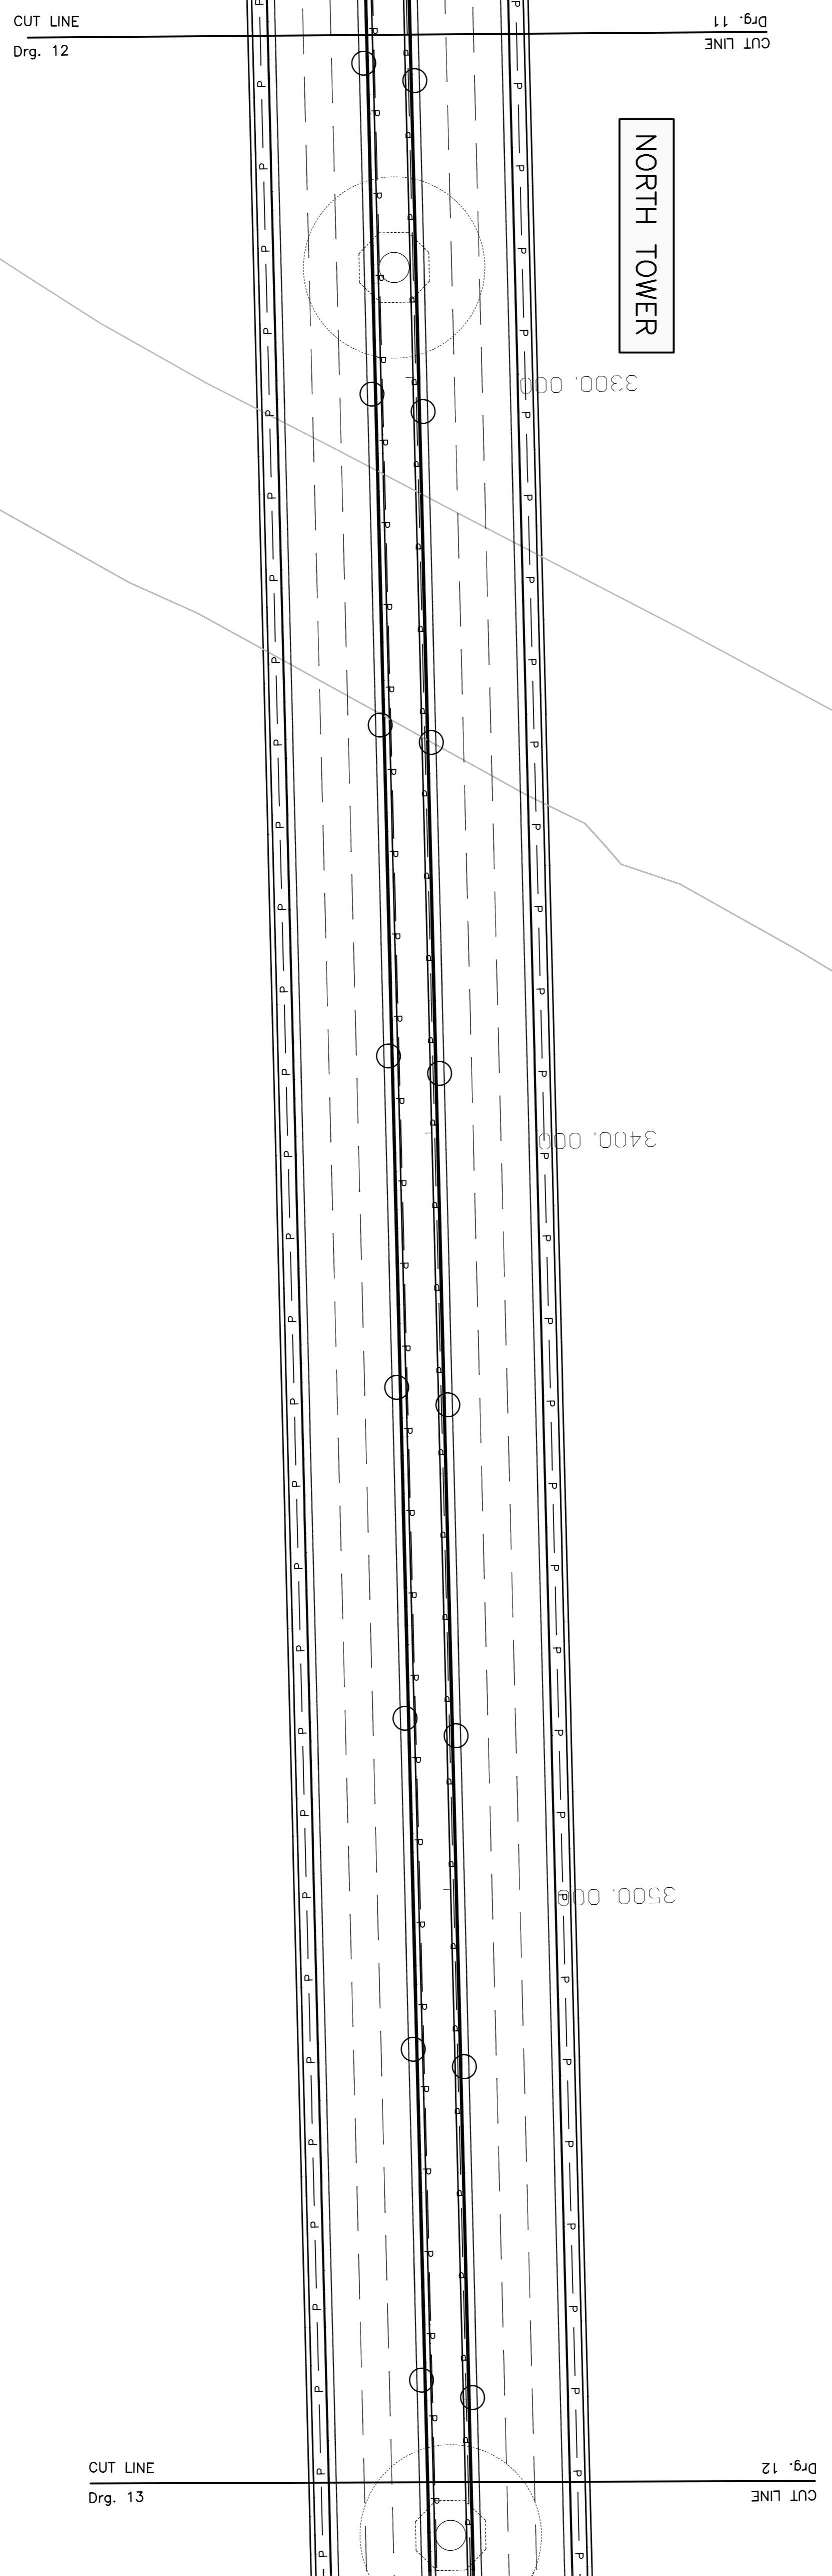 CUT LINE
Drg. 11
Drg. 12
CUT LINE
NORTH TOWER
3300.000
3400.000
3500.000
CUT LINE
Drg. 12
Drg. 13
CUT LINE